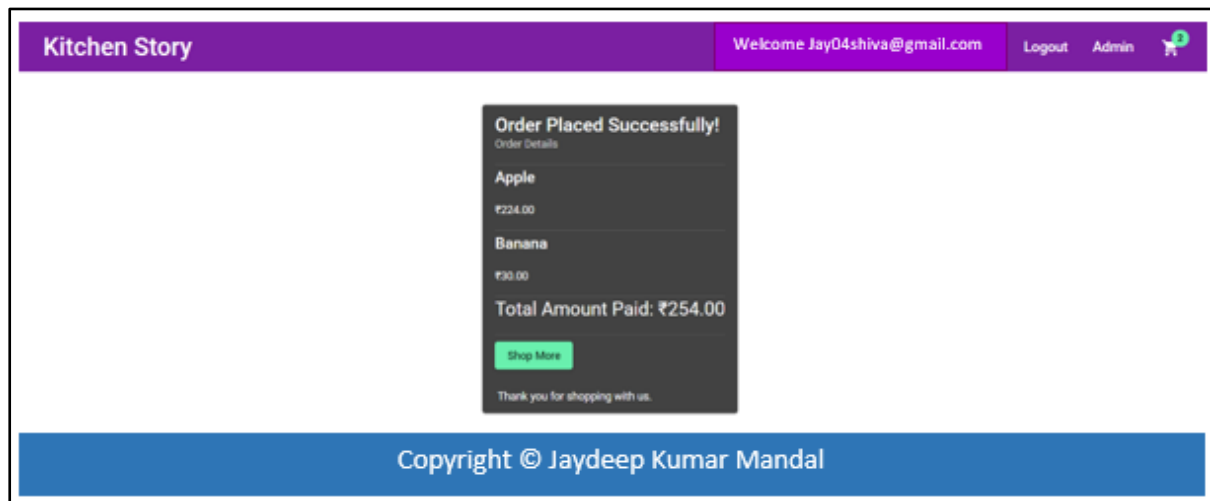 Kitchen Story
Welcome Jay04shiva@gmail.com
Logout
Admin
2
Order Placed Successfully!
Order Details
Apple
₹224.00
Banana
₹30.00
Total Amount Paid: ₹254.00
Shop More
Thank you for shopping with us.
Copyright © Jaydeep Kumar Mandal